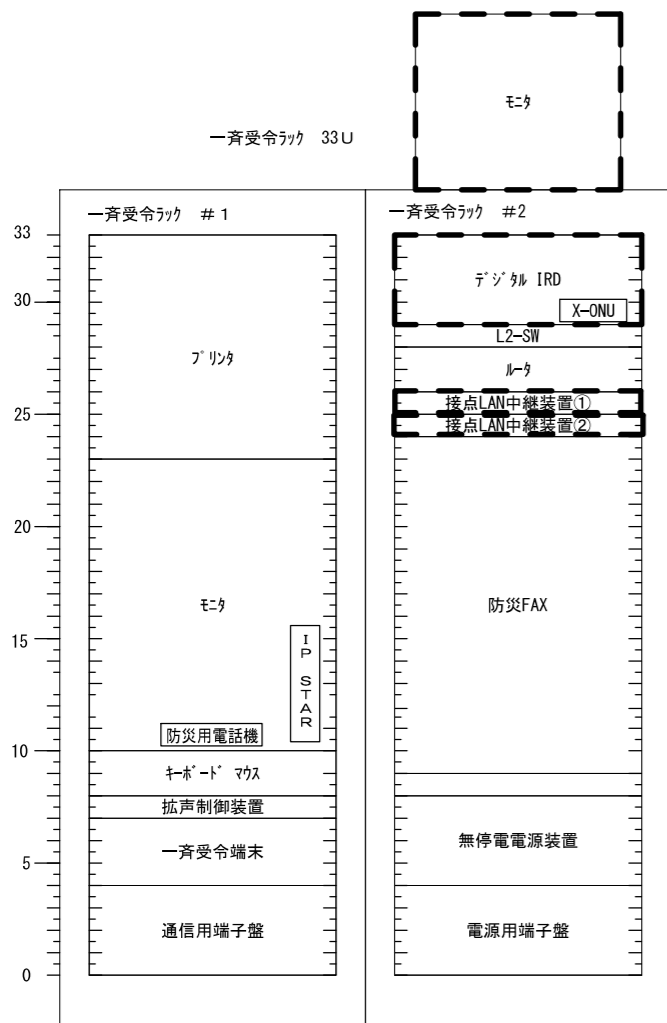 モニタ
一斉受令ラック 33U
一斉受令ラック #1
一斉受令ラック #2
33
30
25
20
15
10
5
0
プリンタ
モニタ
IP STAR
防災用電話機
キーボード マウス
拡声制御装置
一斉受令端末
通信用端子盤
デジタル IRD
X-ONU
L2-SW
ルータ
接点LAN中継装置①
接点LAN中継装置②
防災FAX
無停電電源装置
電源用端子盤